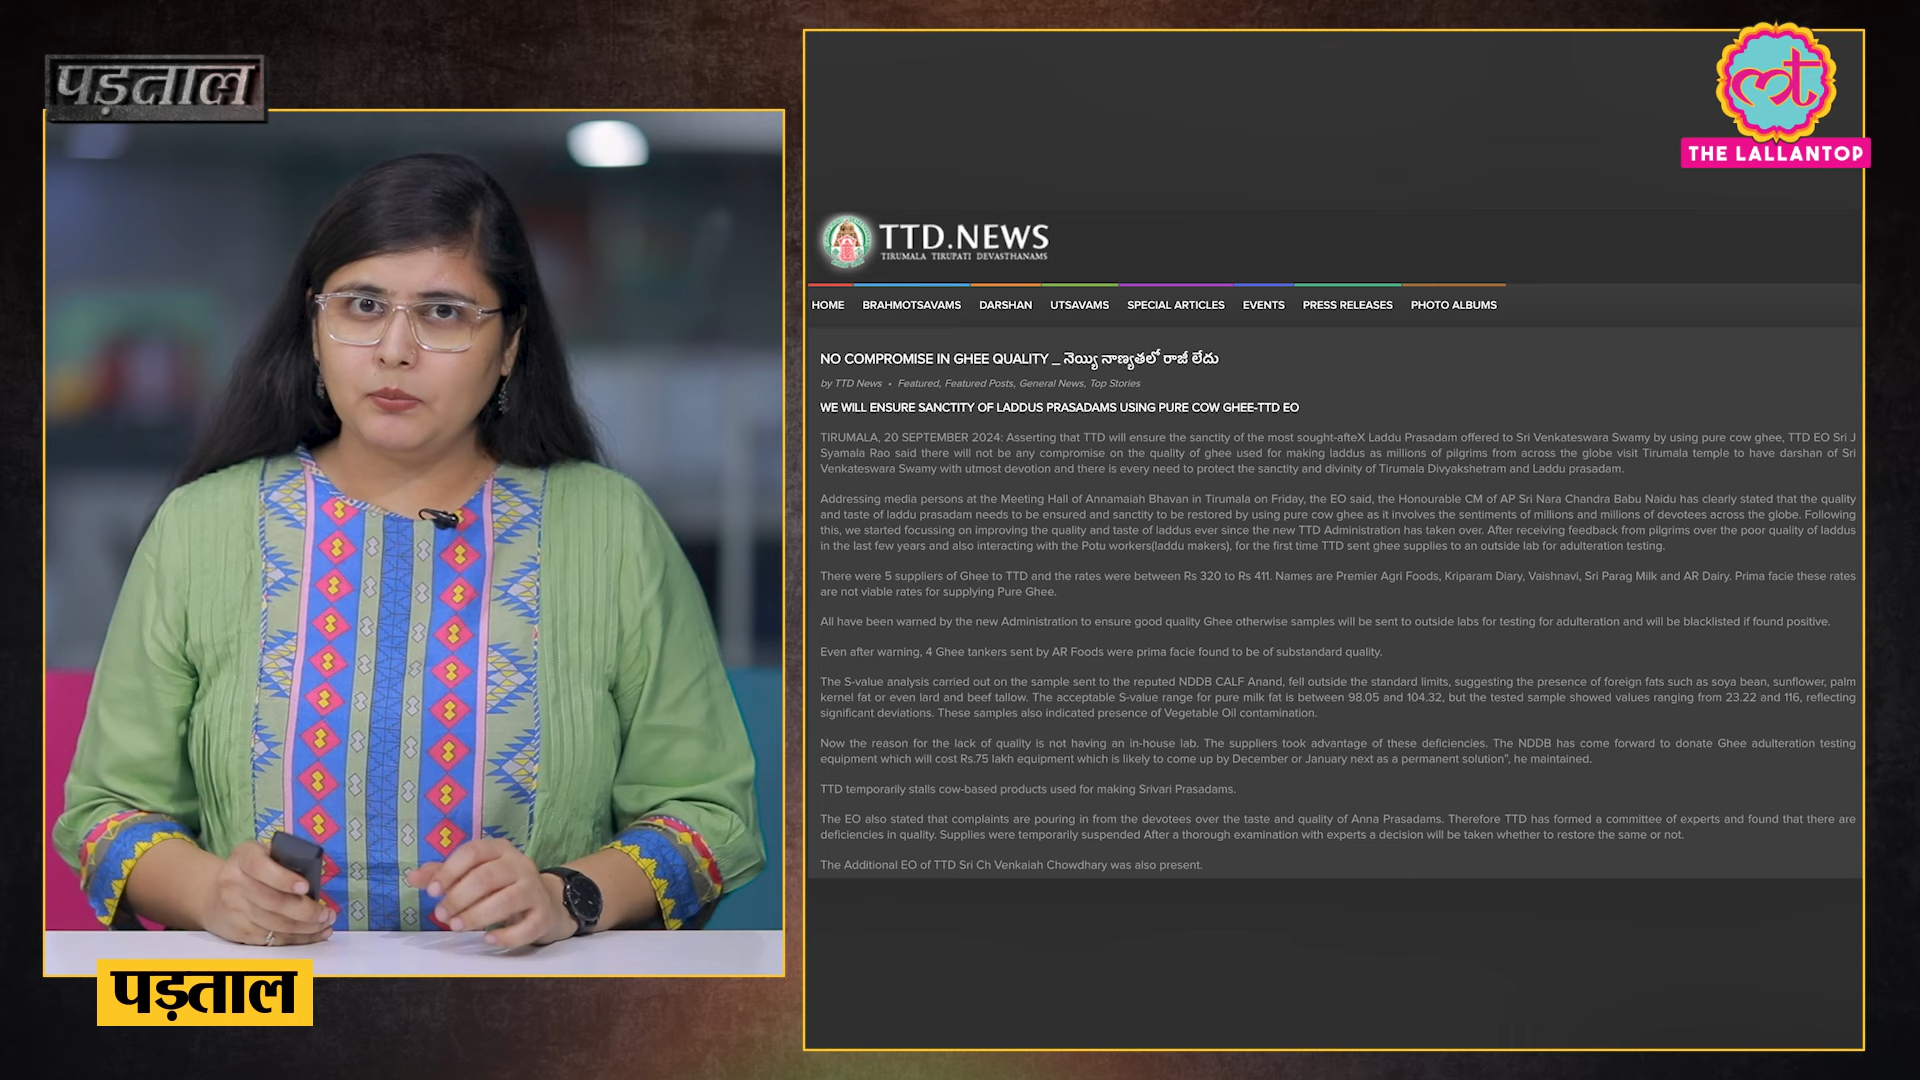 पड़ताल
THE LALLANTOP
TTD.NEWS
TIRUMALA TIRUPATI DEVASTHANAMS
HOME BRAHMOTSAVAMS DARSHAN UTSAVAMS SPECIAL ARTICLES EVENTS PRESS RELEASES PHOTO ALBUMS
NO COMPROMISE IN GHEE QUALITY _ నెయ్యి నాణ్యతలో రాజీ లేదు
by TTD News • Featured, Featured Posts, General News, Top Stories
WE WILL ENSURE SANCTITY OF LADDUS PRASADAMS USING PURE COW GHEE-TTD EO
TIRUMALA, 20 SEPTEMBER 2024: Asserting that TTD will ensure the sanctity of the most sought-afteX Laddu Prasadam offered to Sri Venkateswara Swamy by using pure cow ghee, TTD EO Sri J
Syamala Rao said there will not be any compromise on the quality of ghee used for making laddus as millions of pilgrims from across the globe visit Tirumala temple to have darshan of Sri
Venkateswara Swamy with utmost devotion and there is every need to protect the sanctity and divinity of Tirumala Divyakshetram and Laddu prasadam.
Addressing media persons at the Meeting Hall of Annamaiah Bhavan in Tirumala on Friday, the EO said, the Honourable CM of AP Sri Nara Chandra Babu Naidu has clearly stated that the quality
and taste of laddu prasadam needs to be ensured and sanctity to be restored by using pure cow ghee as it involves the sentiments of millions and millions of devotees across the globe. Following
this, we started focussing on improving the quality and taste of laddus ever since the new TTD Administration has taken over. After receiving feedback from pilgrims over the poor quality of laddus
in the last few years and also interacting with the Potu workers(laddu makers), for the first time TTD sent ghee supplies to an outside lab for adulteration testing.
There were 5 suppliers of Ghee to TTD and the rates were between Rs 320 to Rs 411. Names are Premier Agri Foods, Kriparam Diary, Vaishnavi, Sri Parag Milk and AR Dairy. Prima facie these rates
are not viable rates for supplying Pure Ghee.
All have been warned by the new Administration to ensure good quality Ghee otherwise samples will be sent to outside labs for testing for adulteration and will be blacklisted if found positive.
Even after warning, 4 Ghee tankers sent by AR Foods were prima facie found to be of substandard quality.
The S-value analysis carried out on the sample sent to the reputed NDDB CALF Anand, fell outside the standard limits, suggesting the presence of foreign fats such as soya bean, sunflower, palm
kernel fat or even lard and beef tallow. The acceptable S-value range for pure milk fat is between 98.05 and 104.32, but the tested sample showed values ranging from 23.22 and 116, reflecting
significant deviations. These samples also indicated presence of Vegetable Oil contamination.
Now the reason for the lack of quality is not having an in-house lab. The suppliers took advantage of these deficiencies. The NDDB has come forward to donate Ghee adulteration testing
equipment which will cost Rs.75 lakh equipment which is likely to come up by December or January next as a permanent solution", he maintained.
TTD temporarily stalls cow-based products used for making Srivari Prasadams.
The EO also stated that complaints are pouring in from the devotees over the taste and quality of Anna Prasadams. Therefore TTD has formed a committee of experts and found that there are
deficiencies in quality. Supplies were temporarily suspended After a thorough examination with experts a decision will be taken whether to restore the same or not.
The Additional EO of TTD Sri Ch Venkaiah Chowdhary was also present.
पड़ताल